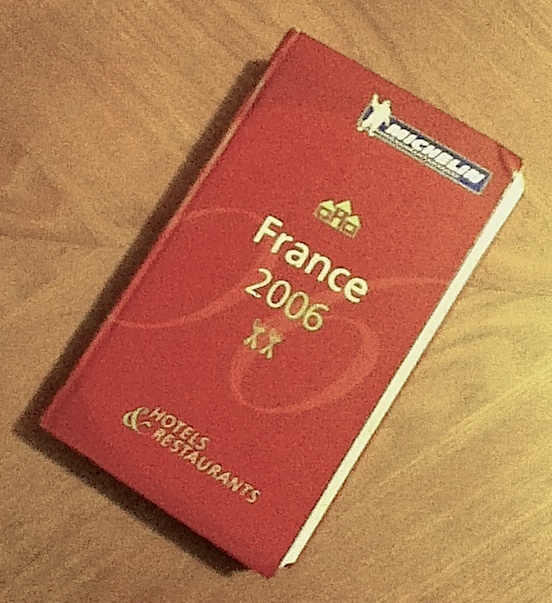 MICHELIN
France
2006
& HOTELS
RESTAURANTS